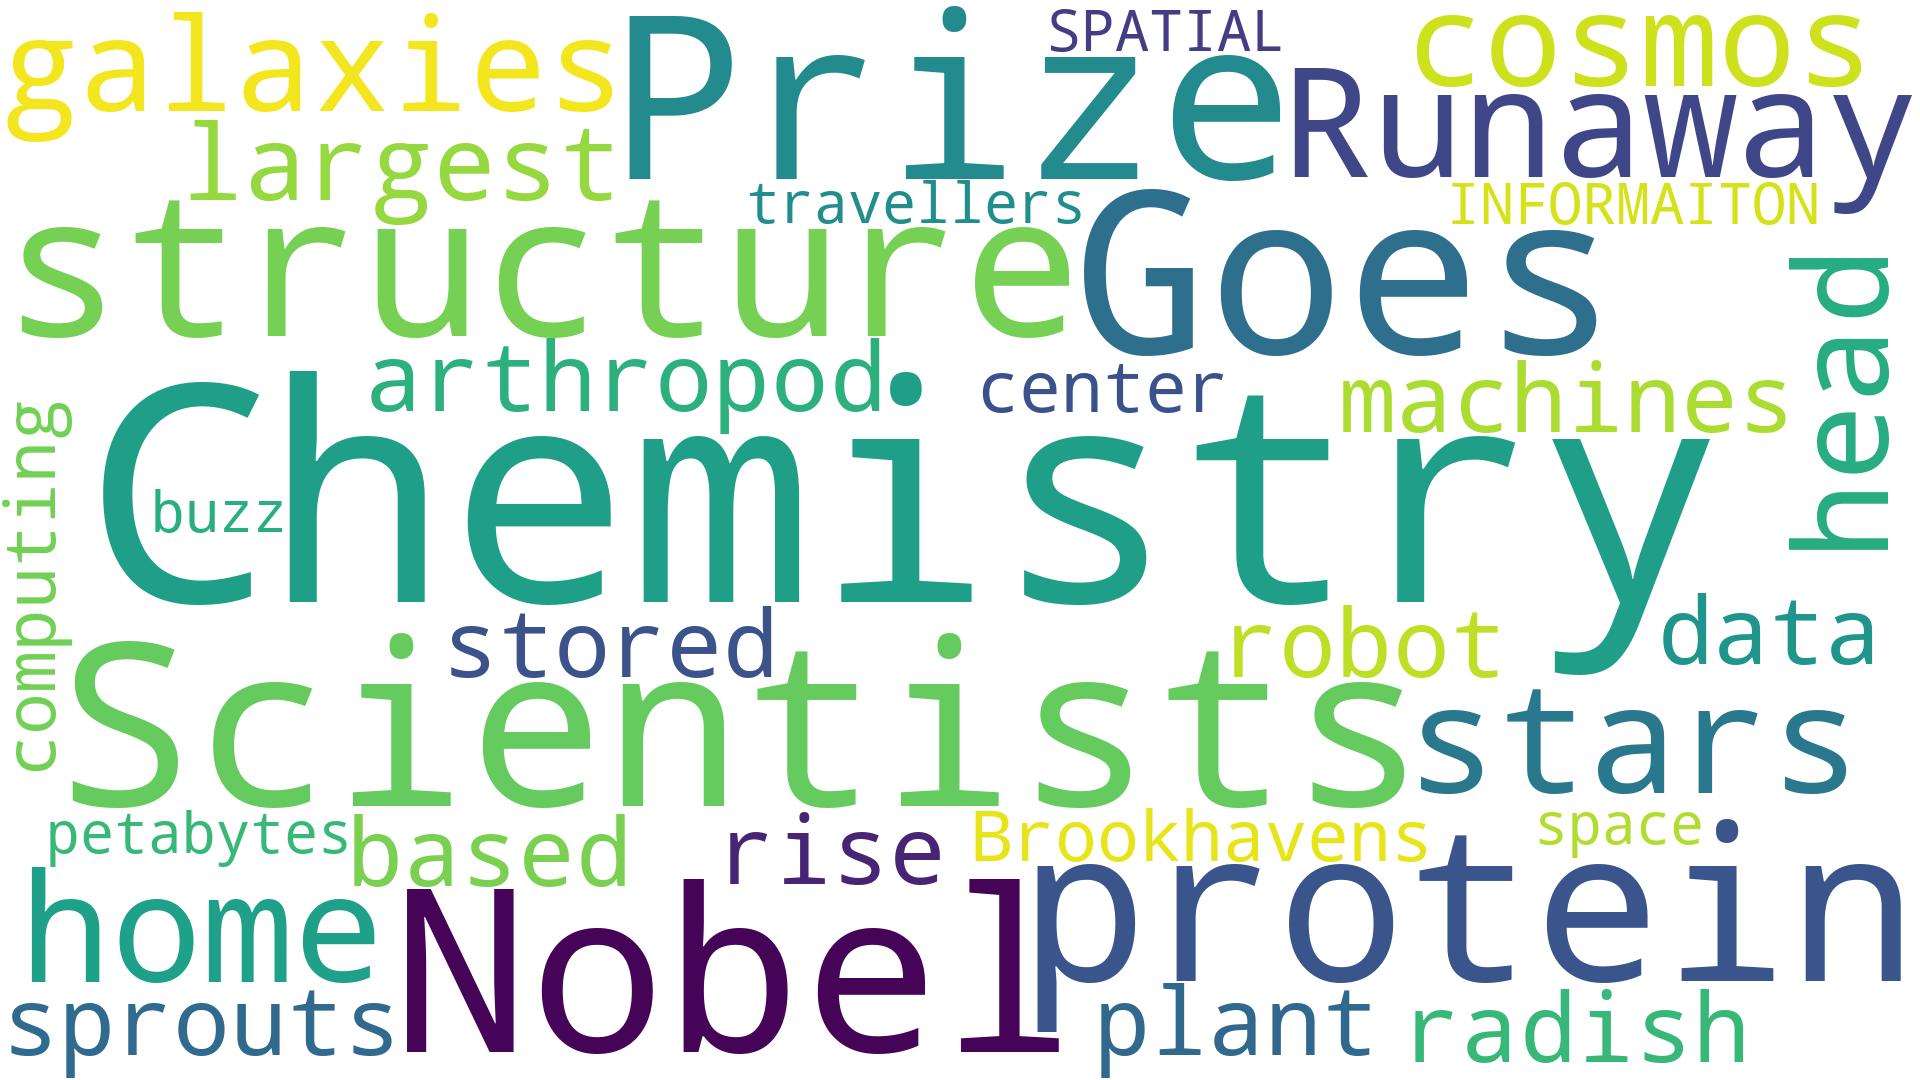 galaxies
Prize
SPATIAL
cosmos
Runaway
largest
travellers
INFORMAITON
structure
Goes
head
arthropod
center
machines
Chemistry
computing
buzz
stored
robot
data
Scientists
stars
petabytes
based
rise
Brookhavens
space
home
Nobel
protein
sprouts
plant
radish